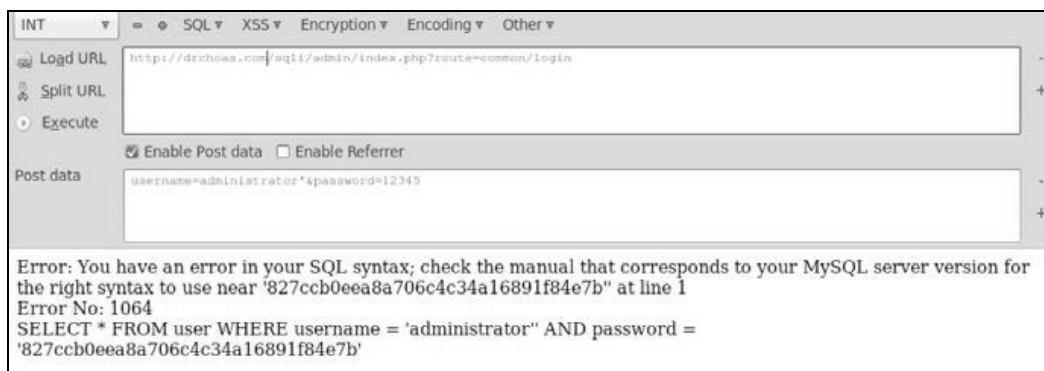 INT SQL XSS Encryption Encoding Other
Load URL http://drchoas.com/sqli/admin/index.php?route=common/login
Split URL
Execute
Enable Post data Enable Referrer
Post data username=administrator'&password=12345
Error: You have an error in your SQL syntax; check the manual that corresponds to your MySQL server version for
the right syntax to use near '827ccb0eea8a706c4c34a16891f84e7b'' at line 1
Error No: 1064
SELECT * FROM user WHERE username = 'administrator'' AND password =
'827ccb0eea8a706c4c34a16891f84e7b'